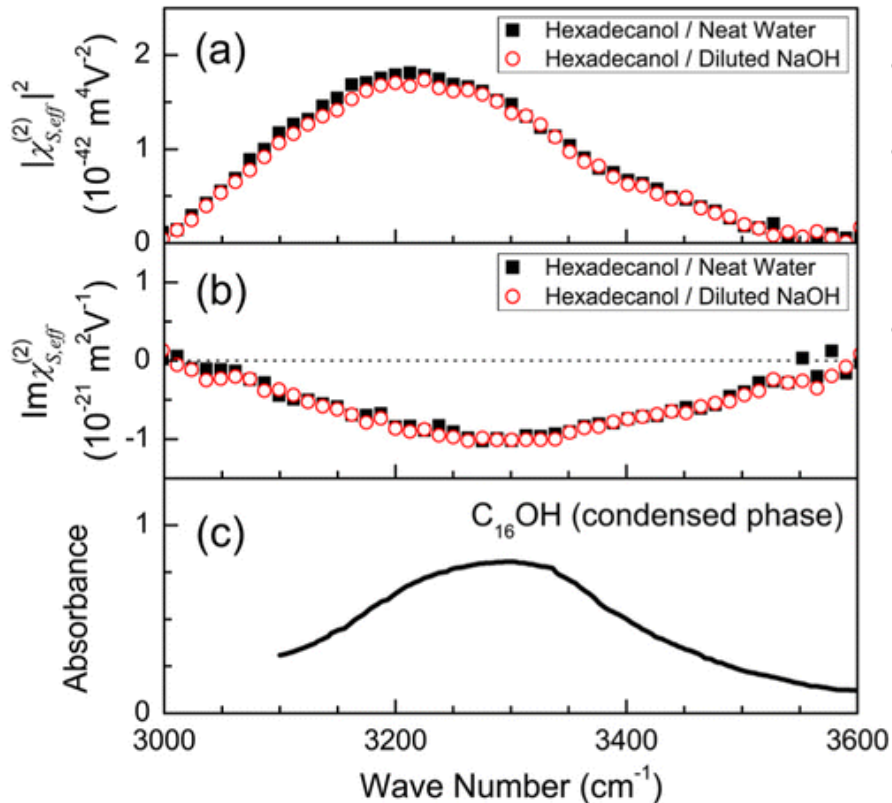 (a)
Hexadecanol / Neat Water
Hexadecanol / Diluted NaOH
|χ_{S,eff}^{(2)}|²
(10⁻⁴² m⁴V⁻²)
2
1
0
(b)
Hexadecanol / Neat Water
Hexadecanol / Diluted NaOH
Imχ_{S,eff}^{(2)}
(10⁻²¹ m²V⁻¹)
1
0
-1
(c)
C₁₆OH (condensed phase)
Absorbance
1
0
3000 3200 3400 3600
Wave Number (cm⁻¹)